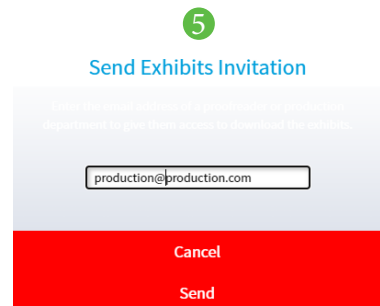 5
Send Exhibits Invitation
Enter the email address of a proofreader or production
department to give them access to download the exhibits.
production@production.com
Cancel
Send